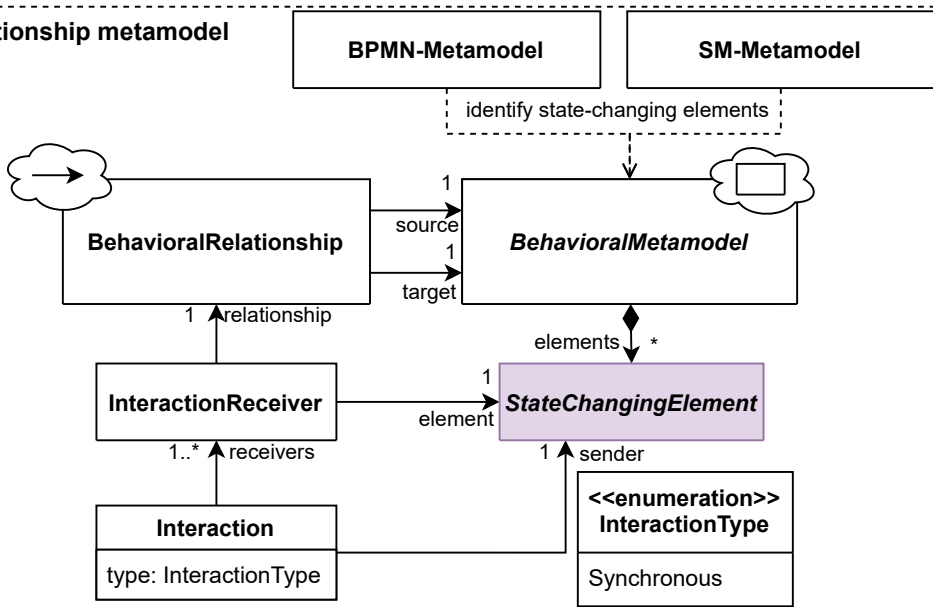 tionship metamodel
BPMN-Metamodel
SM-Metamodel
identify state-changing elements
BehavioralRelationship
1
source
1
target
BehavioralMetamodel
1
relationship
elements
*
InteractionReceiver
1
element
StateChangingElement
1..*
receivers
1
sender
Interaction
type: InteractionType
<<enumeration>>
InteractionType
Synchronous